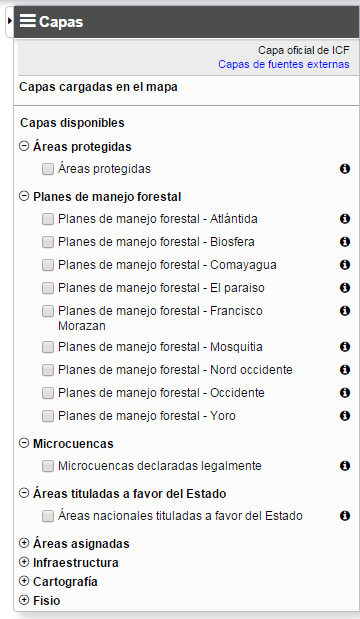 Capas
Capa oficial de ICF
Capas de fuentes externas
Capas cargadas en el mapa
Capas disponibles
Áreas protegidas
Áreas protegidas
Planes de manejo forestal
Planes de manejo forestal - Atlántida
Planes de manejo forestal - Biosfera
Planes de manejo forestal - Comayagua
Planes de manejo forestal - El paraiso
Planes de manejo forestal - Francisco
Morazan
Planes de manejo forestal - Mosquitia
Planes de manejo forestal - Nord occidente
Planes de manejo forestal - Occidente
Planes de manejo forestal - Yoro
Microcuencas
Microcuencas declaradas legalmente
Áreas tituladas a favor del Estado
Áreas nacionales tituladas a favor del Estado
Áreas asignadas
Infraestructura
Cartografía
Fisio